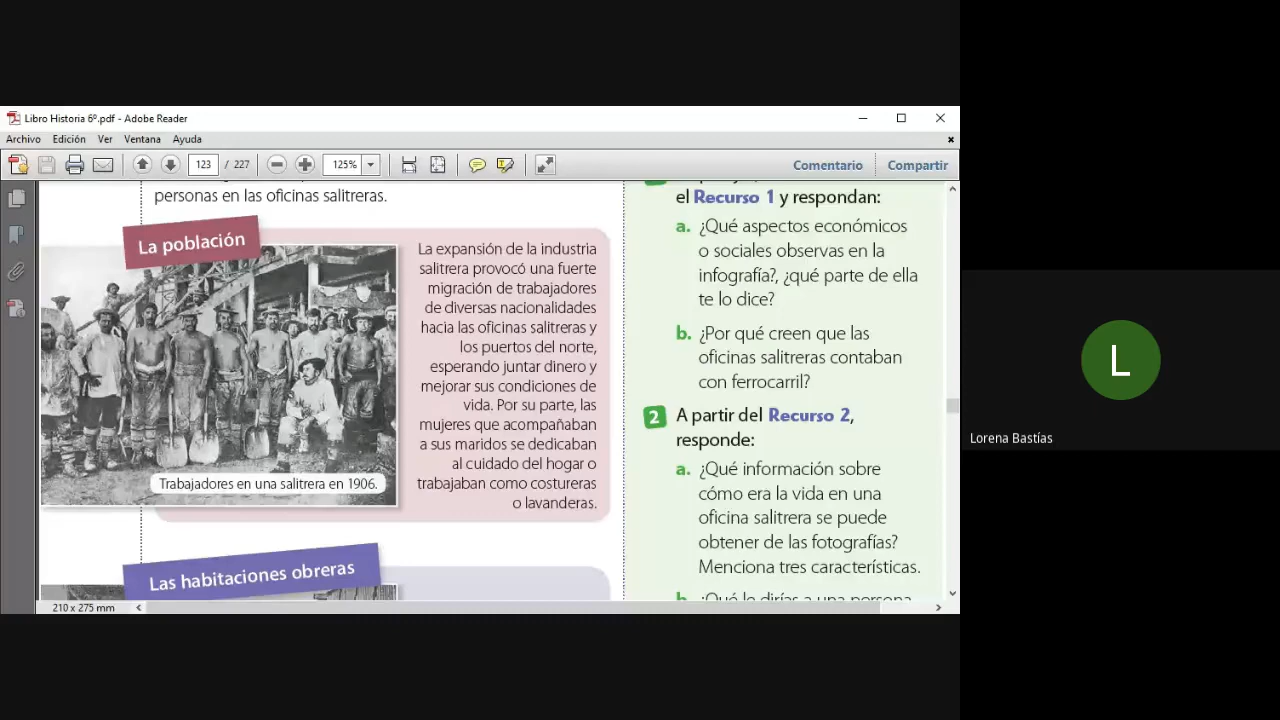 Libro Historia 6º.pdf - Adobe Reader
Archivo Edición Ver Ventana Ayuda
123 / 227 125% Comentario Compartir
personas en las oficinas salitreras.
La población
La expansión de la industria
salitrera provocó una fuerte
migración de trabajadores
de diversas nacionalidades
hacia las oficinas salitreras y
los puertos del norte,
esperando juntar dinero y
mejorar sus condiciones de
vida. Por su parte, las
mujeres que acompañaban
a sus maridos se dedicaban
al cuidado del hogar o
trabajaban como costureras
o lavanderas.
Trabajadores en una salitrera en 1906.
Las habitaciones obreras
el Recurso 1 y respondan:
a. ¿Qué aspectos económicos
o sociales observas en la
infografía?, ¿qué parte de ella
te lo dice?
b. ¿Por qué creen que las
oficinas salitreras contaban
con ferrocarril?
2 A partir del Recurso 2,
responde:
a. ¿Qué información sobre
cómo era la vida en una
oficina salitrera se puede
obtener de las fotografías?
Menciona tres características.
b. ¿Qué le dirías a una persona
210 x 275 mm
L
Lorena Bastías